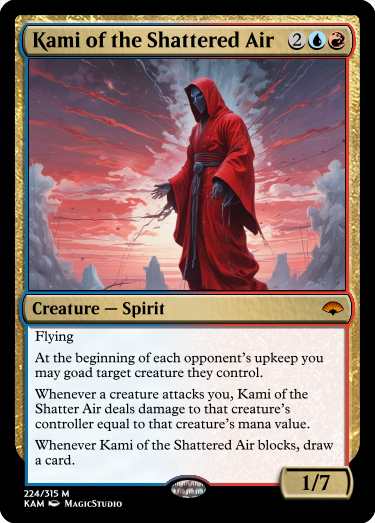 Kami of the Shattered Air 2
Creature — Spirit
Flying
At the beginning of each opponent's upkeep you
may goad target creature they control.
Whenever a creature attacks you, Kami of the
Shatter Air deals damage to that creature's
controller equal to that creature's mana value.
Whenever Kami of the Shattered Air blocks, draw
a card.
1/7
224/315 M
KAM MagicStudio